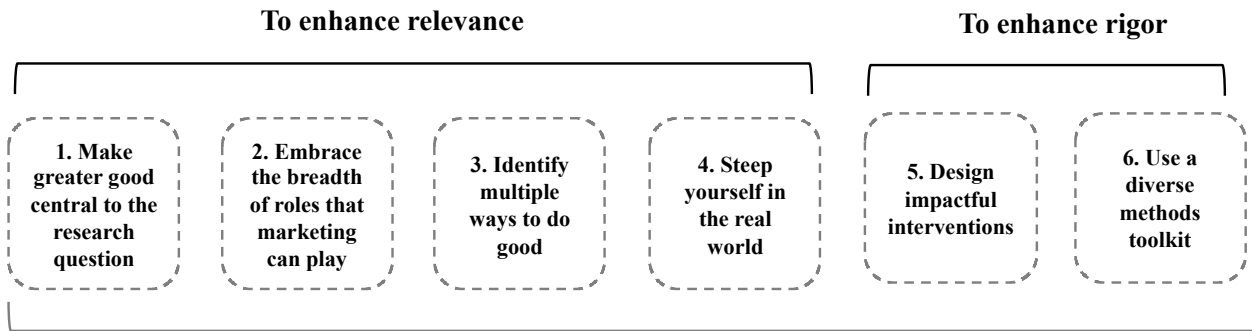 To enhance relevance
To enhance rigor
1. Make
greater good
central to the
research
question
2. Embrace
the breadth
of roles that
marketing
can play
3. Identify
multiple
ways to do
good
4. Steep
yourself in
the real
world
5. Design
impactful
interventions
6. Use a
diverse
methods
toolkit